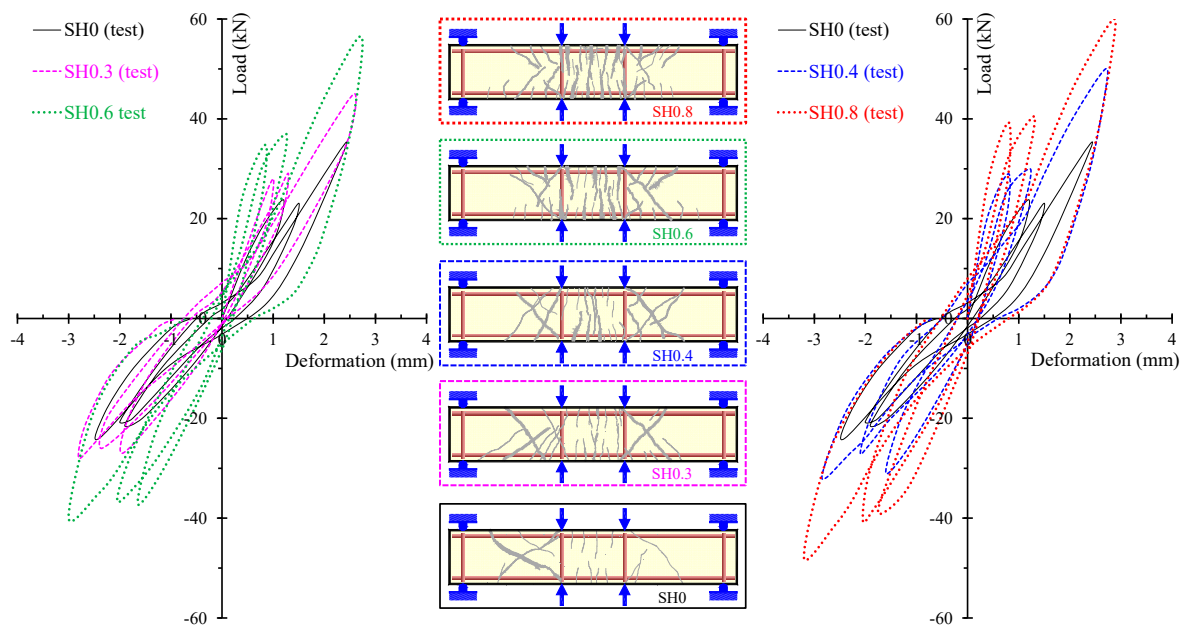 SH0 (test)
SH0.3 (test)
SH0.6 test
Load (kN)
60
40
20
0
-20
-40
-60
-4 -3 -2 -1 0 1 2 3 4
Deformation (mm)
SH0.8
SH0.6
SH0.4
SH0.3
SH0
SH0 (test)
SH0.4 (test)
SH0.8 (test)
Load (kN)
60
40
20
0
-20
-40
-60
-4 -3 -2 -1 0 1 2 3 4
Deformation (mm)